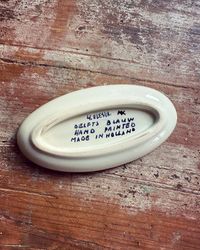 DELFTS BLAUW
HAND PAINTED
MADE IN HOLLAND